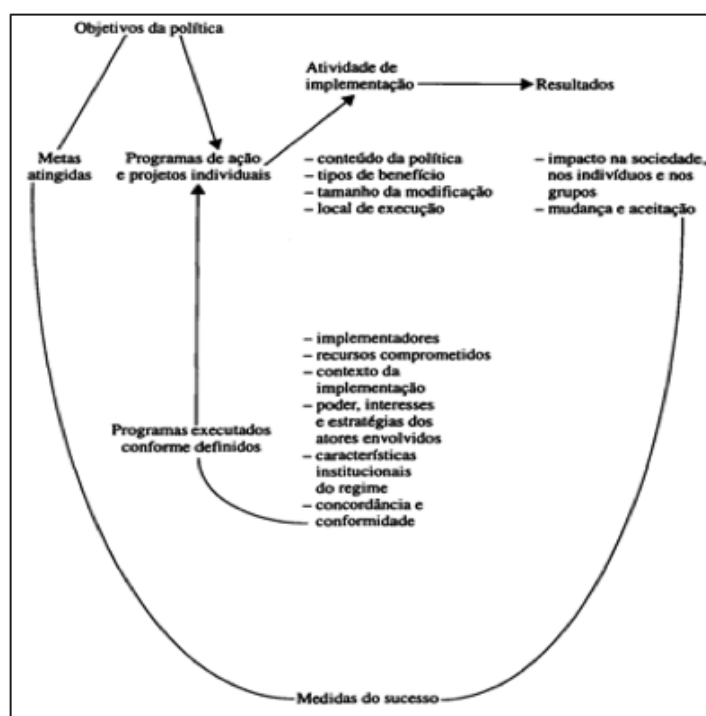 Objetivos da política
Atividade de
implementação
Resultados
Metas
atingidas
Programas de ação
e projetos individuais
– conteúdo da política
– tipos de benefício
– tamanho da modificação
– local de execução
– impacto na sociedade,
nos indivíduos e nos
grupos
– mudança e aceitação
– implementadores
– recursos comprometidos
– contexto da
implementação
– poder, interesses
e estratégias dos
atores envolvidos
– características
institucionais
do regime
– concordância e
conformidade
Programas executados
conforme definidos
Medidas do sucesso